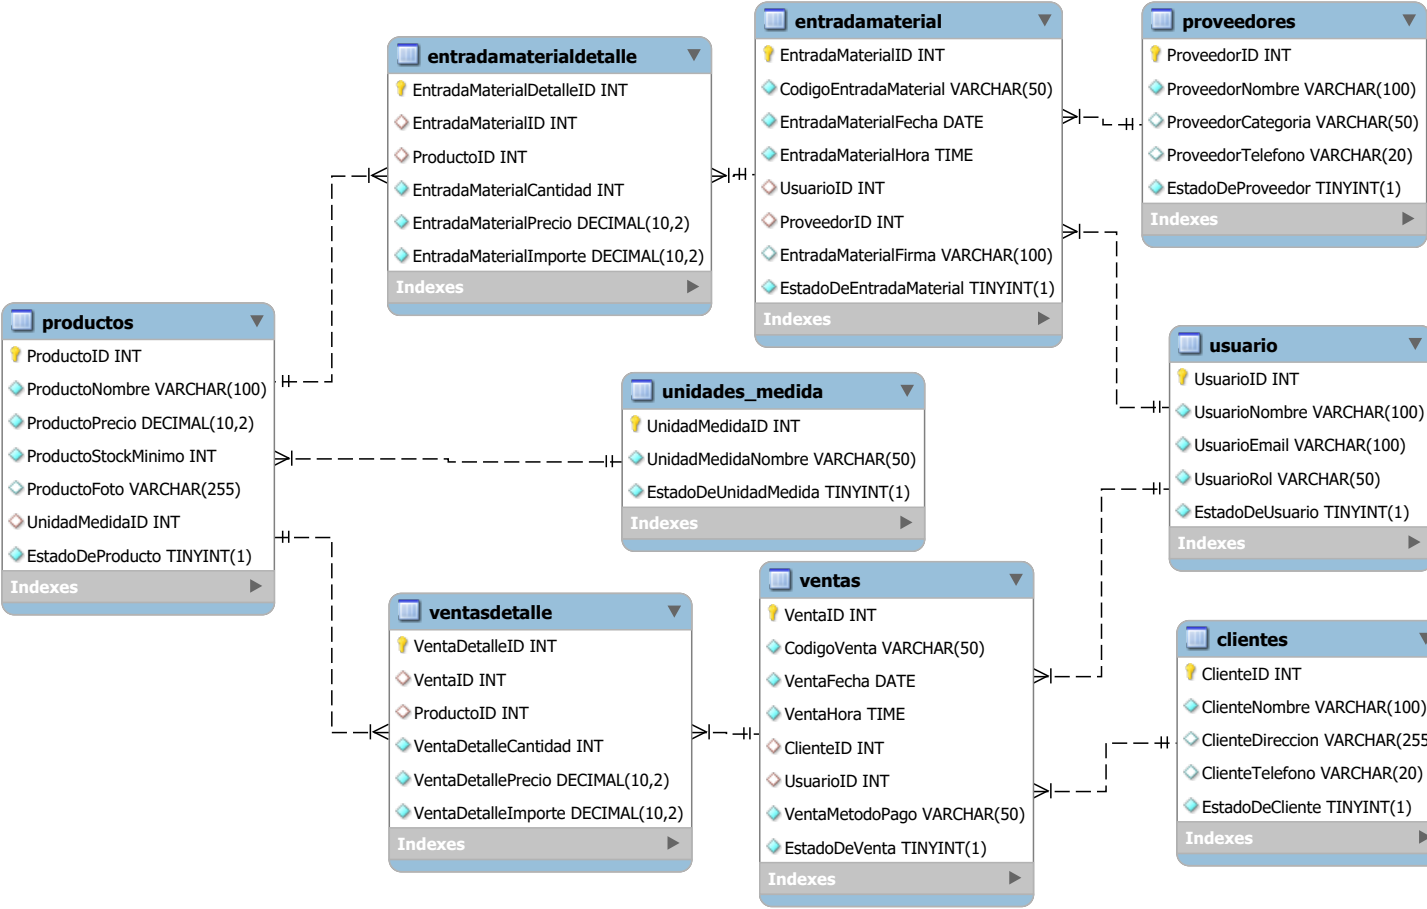 entradamaterialdetalle
EntradaMaterialDetalleID INT
EntradaMaterialID INT
ProductoID INT
EntradaMaterialCantidad INT
EntradaMaterialPrecio DECIMAL(10,2)
EntradaMaterialImporte DECIMAL(10,2)
Indexes
entradamaterial
EntradaMaterialID INT
CodigoEntradaMaterial VARCHAR(50)
EntradaMaterialFecha DATE
EntradaMaterialHora TIME
UsuarioID INT
ProveedorID INT
EntradaMaterialFirma VARCHAR(100)
EstadoDeEntradaMaterial TINYINT(1)
Indexes
proveedores
ProveedorID INT
ProveedorNombre VARCHAR(100)
ProveedorCategoria VARCHAR(50)
ProveedorTelefono VARCHAR(20)
EstadoDeProveedor TINYINT(1)
Indexes
productos
ProductoID INT
ProductoNombre VARCHAR(100)
ProductoPrecio DECIMAL(10,2)
ProductoStockMinimo INT
ProductoFoto VARCHAR(255)
UnidadMedidaID INT
EstadoDeProducto TINYINT(1)
Indexes
unidades_medida
UnidadMedidaID INT
UnidadMedidaNombre VARCHAR(50)
EstadoDeUnidadMedida TINYINT(1)
Indexes
usuario
UsuarioID INT
UsuarioNombre VARCHAR(100)
UsuarioEmail VARCHAR(100)
UsuarioRol VARCHAR(50)
EstadoDeUsuario TINYINT(1)
Indexes
ventasdetalle
VentaDetalleID INT
VentaID INT
ProductoID INT
VentaDetalleCantidad INT
VentaDetallePrecio DECIMAL(10,2)
VentaDetalleImporte DECIMAL(10,2)
Indexes
ventas
VentaID INT
CodigoVenta VARCHAR(50)
VentaFecha DATE
VentaHora TIME
ClienteID INT
UsuarioID INT
VentaMetodoPago VARCHAR(50)
EstadoDeVenta TINYINT(1)
Indexes
clientes
ClienteID INT
ClienteNombre VARCHAR(100)
ClienteDireccion VARCHAR(255
ClienteTelefono VARCHAR(20)
EstadoDeCliente TINYINT(1)
Indexes